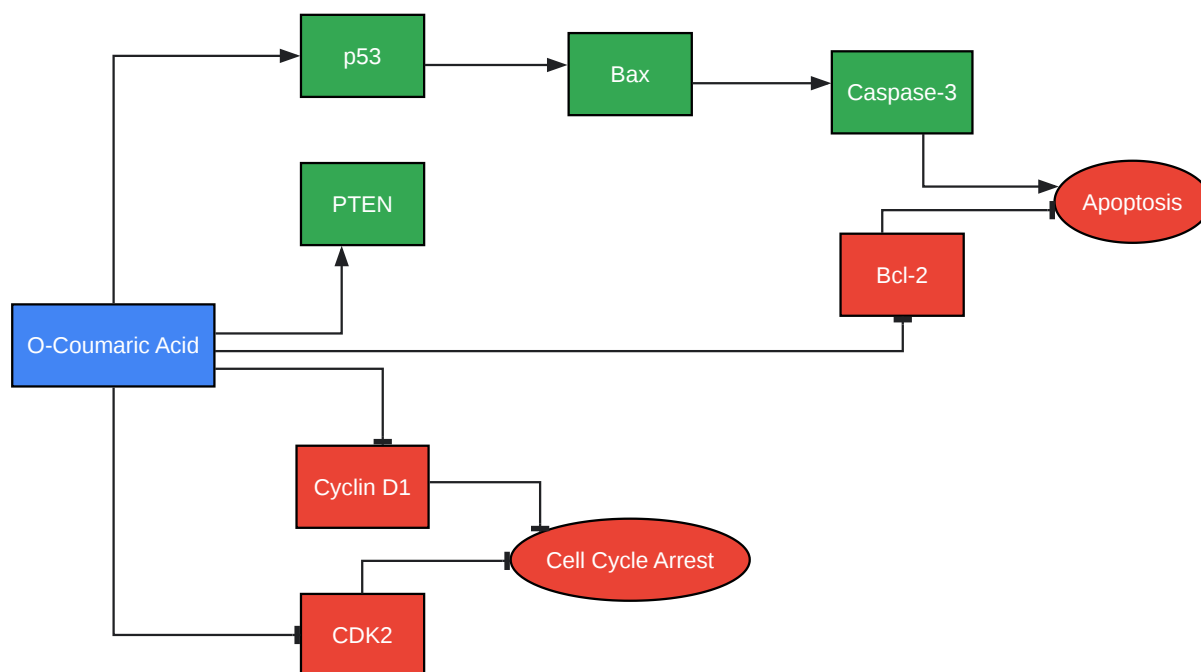 p53
Bax
Caspase-3
PTEN
Apoptosis
Bcl-2
O-Coumaric Acid
Cyclin D1
Cell Cycle Arrest
CDK2